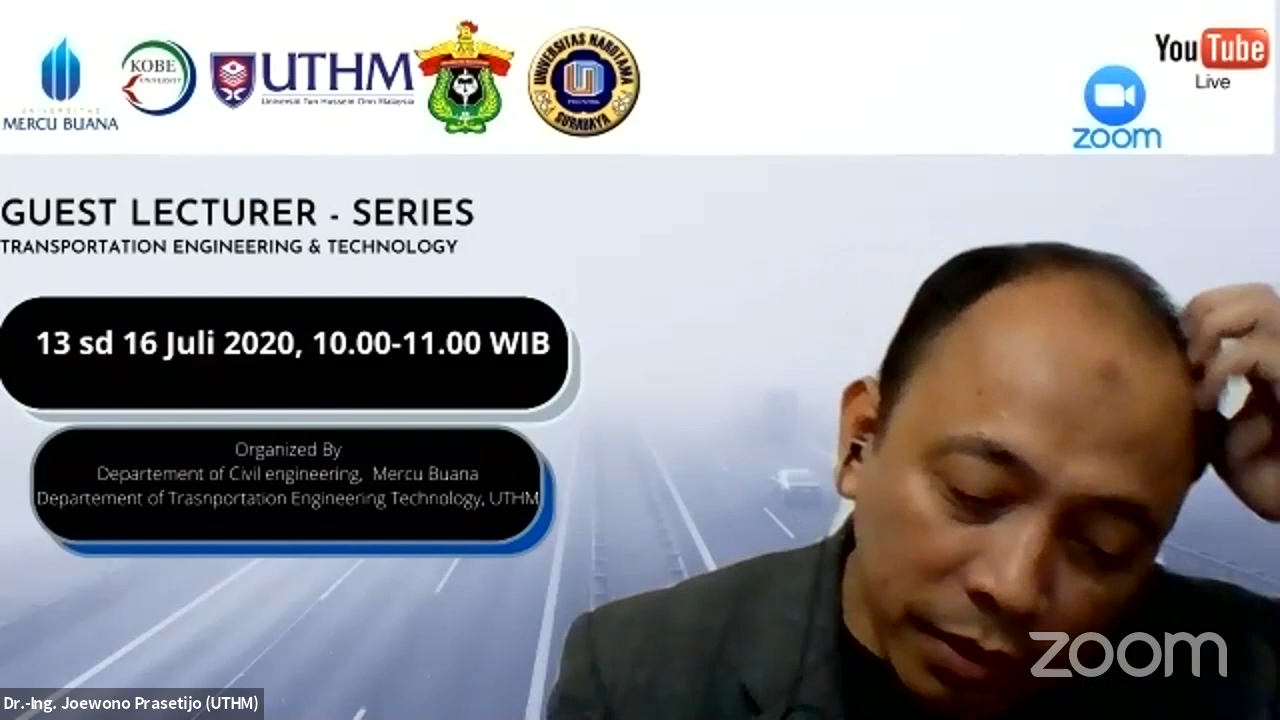 UNIVERSITAS
MERCU BUANA
KOBE
UNIVERSITY
UTHM
Universiti Tun Hussein Onn Malaysia
UNIVERSITAS NAROTAMA
SURABAYA
YouTube
Live
zoom
GUEST LECTURER - SERIES
TRANSPORTATION ENGINEERING & TECHNOLOGY
13 sd 16 Juli 2020, 10.00-11.00 WIB
Organized By
Departement of Civil engineering, Mercu Buana
Departement of Trasnportation Engineering Technology, UTHM
zoom
Dr.-Ing. Joewono Prasetijo (UTHM)